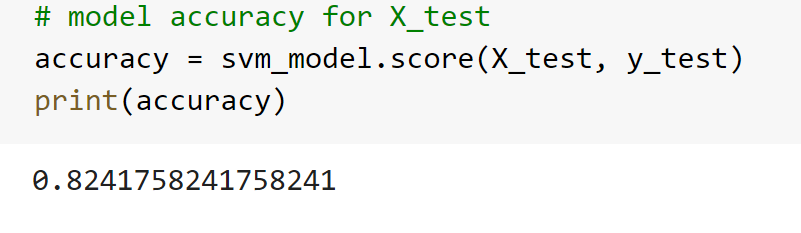 # model accuracy for X_test
accuracy = svm_model.score(X_test, y_test)
print(accuracy)
0.8241758241758241